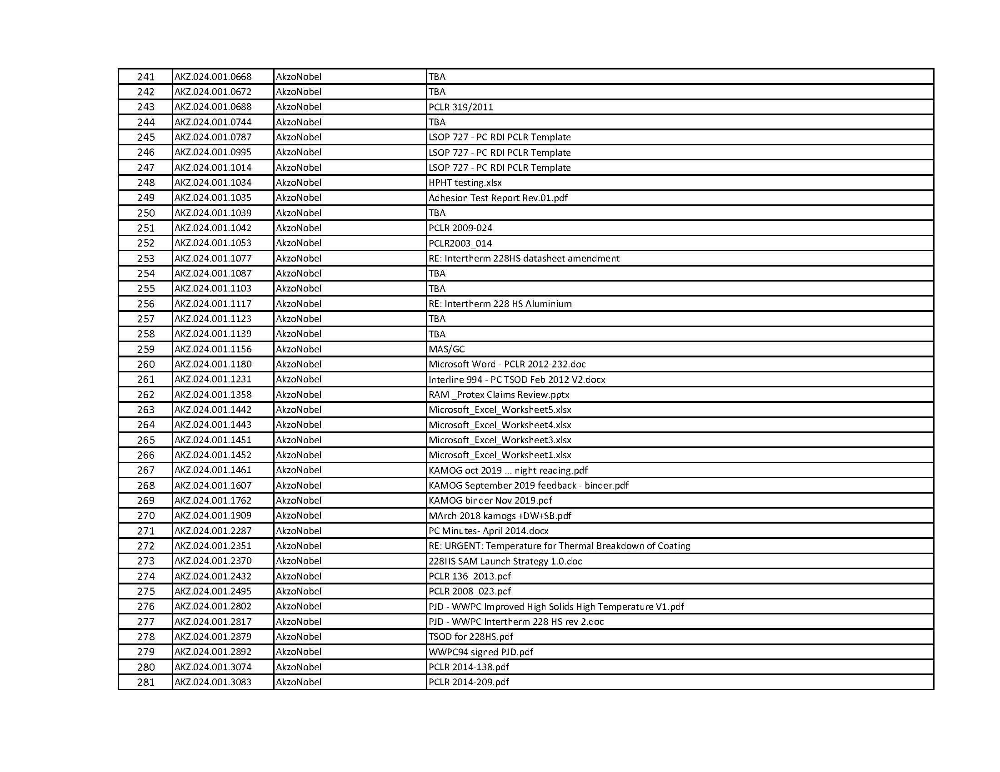 241 AKZ.024.001.0668 AkzoNobel TBA
242 AKZ.024.001.0672 AkzoNobel TBA
243 AKZ.024.001.0688 AkzoNobel PCLR 319/2011
244 AKZ.024.001.0744 AkzoNobel TBA
245 AKZ.024.001.0787 AkzoNobel LSOP 727 - PC RDI PCLR Template
246 AKZ.024.001.0995 AkzoNobel LSOP 727 - PC RDI PCLR Template
247 AKZ.024.001.1014 AkzoNobel LSOP 727 - PC RDI PCLR Template
248 AKZ.024.001.1034 AkzoNobel HPHT testing.xlsx
249 AKZ.024.001.1035 AkzoNobel Adhesion Test Report Rev.01.pdf
250 AKZ.024.001.1039 AkzoNobel TBA
251 AKZ.024.001.1042 AkzoNobel PCLR 2009-024
252 AKZ.024.001.1053 AkzoNobel PCLR2003_014
253 AKZ.024.001.1077 AkzoNobel RE: Intertherm 228HS datasheet amendment
254 AKZ.024.001.1087 AkzoNobel TBA
255 AKZ.024.001.1103 AkzoNobel TBA
256 AKZ.024.001.1117 AkzoNobel RE: Intertherm 228 HS Aluminium
257 AKZ.024.001.1123 AkzoNobel TBA
258 AKZ.024.001.1139 AkzoNobel TBA
259 AKZ.024.001.1156 AkzoNobel MAS/GC
260 AKZ.024.001.1180 AkzoNobel Microsoft Word - PCLR 2012-232.doc
261 AKZ.024.001.1231 AkzoNobel Interline 994 - PC TSOD Feb 2012 V2.docx
262 AKZ.024.001.1358 AkzoNobel RAM _Protex Claims Review.pptx
263 AKZ.024.001.1442 AkzoNobel Microsoft_Excel_Worksheet5.xlsx
264 AKZ.024.001.1443 AkzoNobel Microsoft_Excel_Worksheet4.xlsx
265 AKZ.024.001.1451 AkzoNobel Microsoft_Excel_Worksheet3.xlsx
266 AKZ.024.001.1452 AkzoNobel Microsoft_Excel_Worksheet1.xlsx
267 AKZ.024.001.1461 AkzoNobel KAMOG oct 2019 ... night reading.pdf
268 AKZ.024.001.1607 AkzoNobel KAMOG September 2019 feedback - binder.pdf
269 AKZ.024.001.1762 AkzoNobel KAMOG binder Nov 2019.pdf
270 AKZ.024.001.1909 AkzoNobel MArch 2018 kamogs +DW+SB.pdf
271 AKZ.024.001.2287 AkzoNobel PC Minutes- April 2014.docx
272 AKZ.024.001.2351 AkzoNobel RE: URGENT: Temperature for Thermal Breakdown of Coating
273 AKZ.024.001.2370 AkzoNobel 228HS SAM Launch Strategy 1.0.doc
274 AKZ.024.001.2432 AkzoNobel PCLR 136_2013.pdf
275 AKZ.024.001.2495 AkzoNobel PCLR 2008_023.pdf
276 AKZ.024.001.2802 AkzoNobel PJD - WWPC Improved High Solids High Temperature V1.pdf
277 AKZ.024.001.2817 AkzoNobel PJD - WWPC Intertherm 228 HS rev 2.doc
278 AKZ.024.001.2879 AkzoNobel TSOD for 228HS.pdf
279 AKZ.024.001.2892 AkzoNobel WWPC94 signed PJD.pdf
280 AKZ.024.001.3074 AkzoNobel PCLR 2014-138.pdf
281 AKZ.024.001.3083 AkzoNobel PCLR 2014-209.pdf